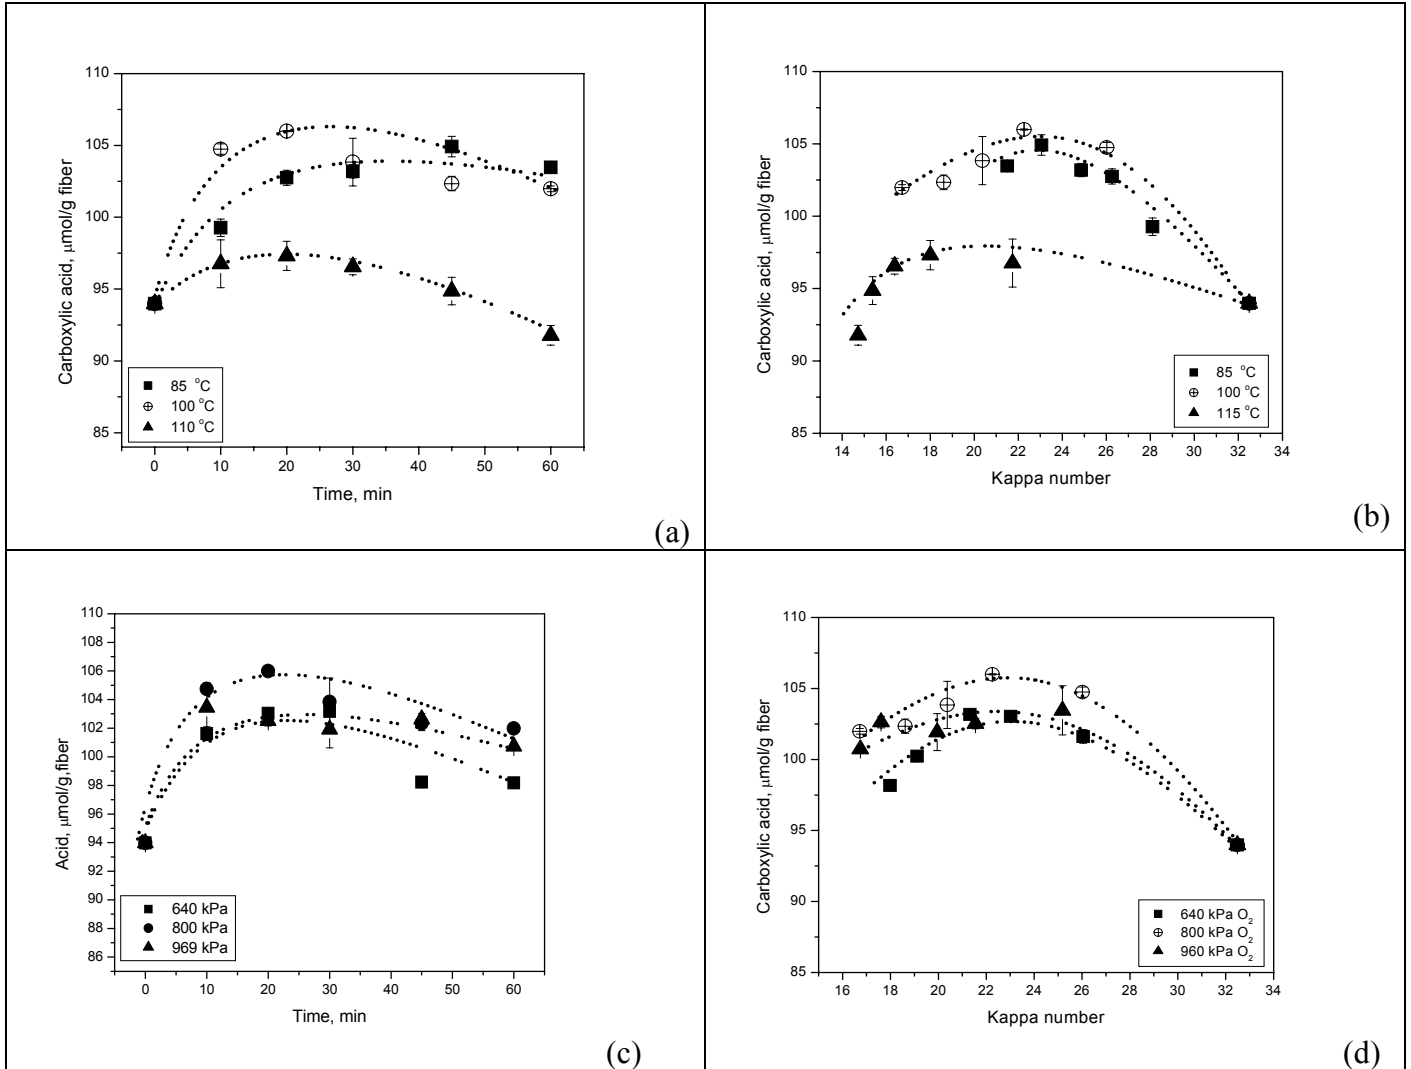 110
105
100
95
90
85
Carboxylic acid, μmol/g fiber
85 °C
100 °C
110 °C
0 10 20 30 40 50 60
Time, min
(a)
110
105
100
95
90
85
Carboxylic acid, μmol/g fiber
85 °C
100 °C
115 °C
14 16 18 20 22 24 26 28 30 32 34
Kappa number
(b)
110
108
106
104
102
100
98
96
94
92
90
88
86
Acid, μmol/g,fiber
640 kPa
800 kPa
969 kPa
0 10 20 30 40 50 60
Time, min
(c)
110
105
100
95
90
85
Carboxylic acid, μmol/g fiber
640 kPa O₂
800 kPa O₂
960 kPa O₂
16 18 20 22 24 26 28 30 32 34
Kappa number
(d)